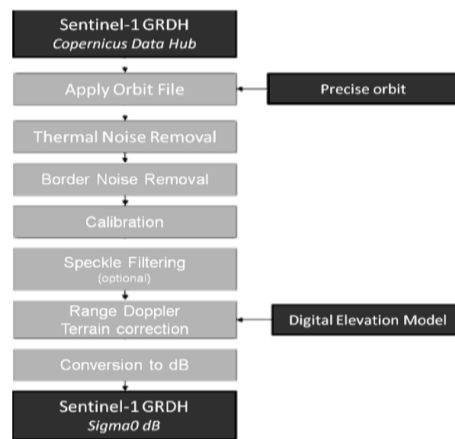 Sentinel-1 GRDH
Copernicus Data Hub
Apply Orbit File
Precise orbit
Thermal Noise Removal
Border Noise Removal
Calibration
Speckle Filtering
(optional)
Range Doppler
Terrain correction
Digital Elevation Model
Conversion to dB
Sentinel-1 GRDH
Sigma0 dB